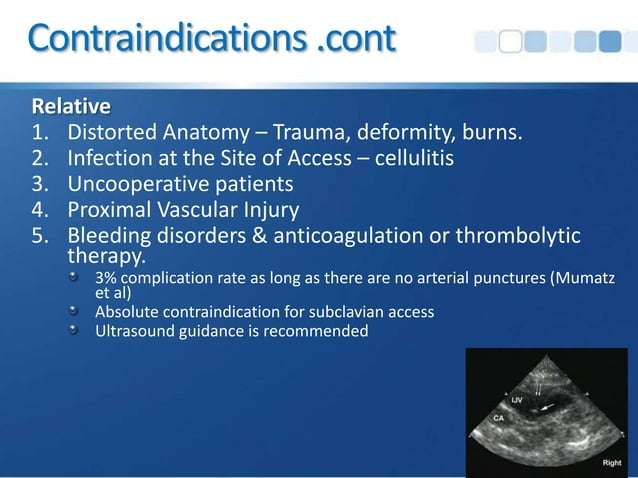 Contraindications .cont
Relative
1. Distorted Anatomy – Trauma, deformity, burns.
2. Infection at the Site of Access – cellulitis
3. Uncooperative patients
4. Proximal Vascular Injury
5. Bleeding disorders & anticoagulation or thrombolytic
therapy.
3% complication rate as long as there are no arterial punctures (Mumatz
et al)
Absolute contraindication for subclavian access
Ultrasound guidance is recommended
IJV
CA
Right